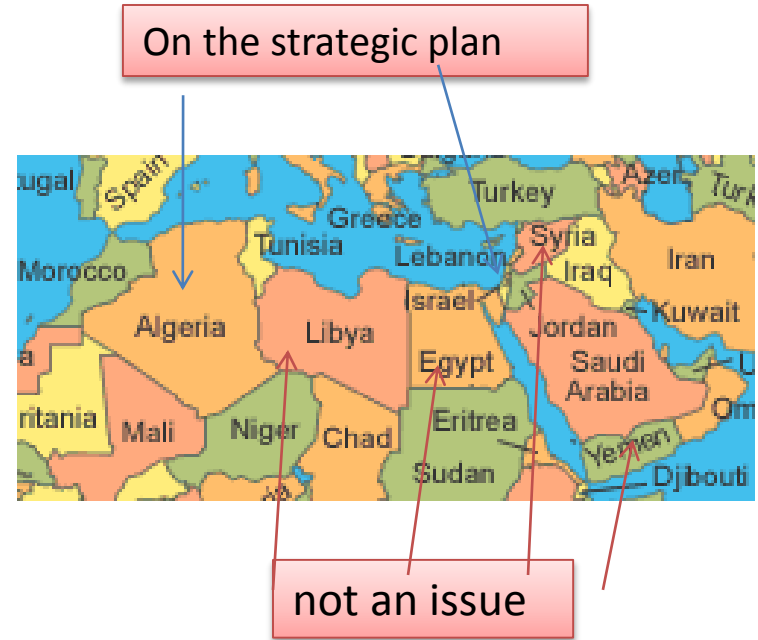 On the strategic plan
tugal
Spain
Greece
Turkey
Azer.
Turk
Morocco
Tunisia
Lebanon
Syria
Iraq
Iran
Israel
Kuwait
Algeria
Libya
Jordan
a
Egypt
Saudi
Arabia
U
ritania
Mali
Niger
Chad
Eritrea
Om
Sudan
Yemen
Djibouti
not an issue